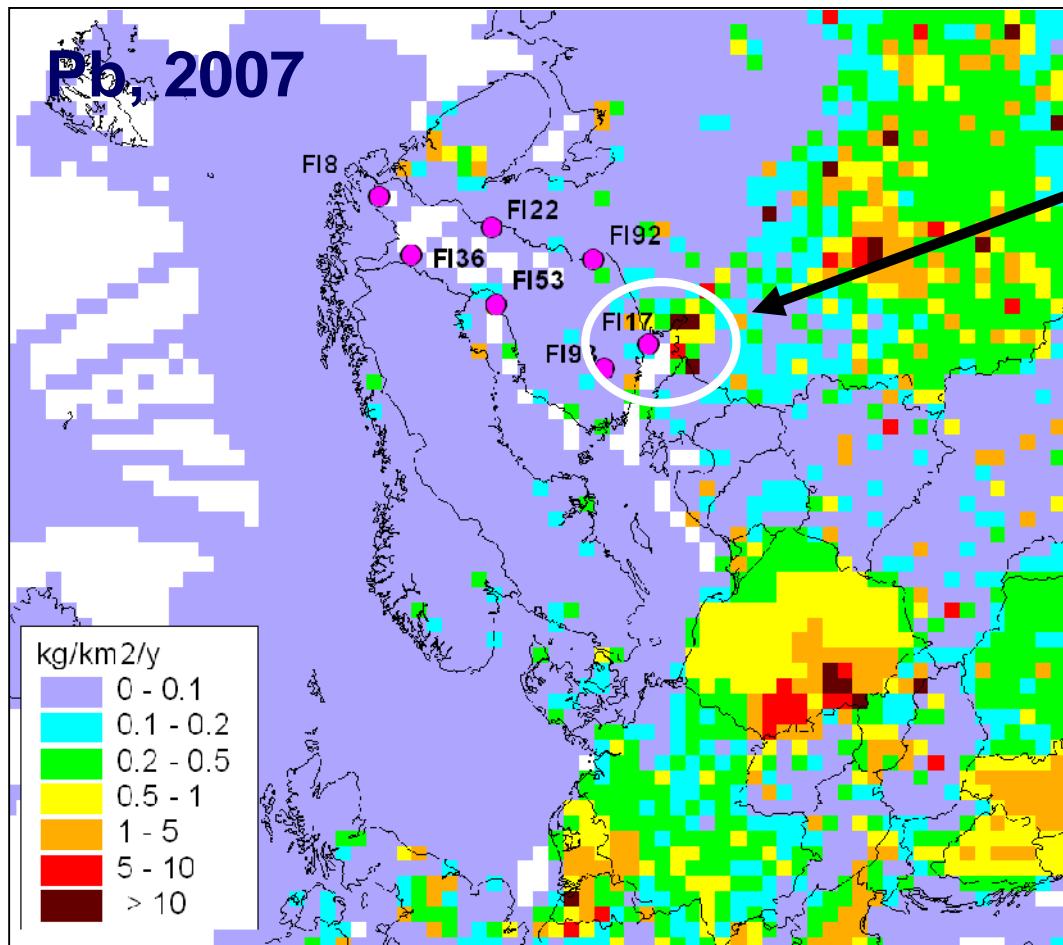 Pb, 2007
FI8
FI22
FI92
FI36
FI53
FI17
FI93
kg/km2/y
0 - 0.1
0.1 - 0.2
0.2 - 0.5
0.5 - 1
1 - 5
5 - 10
> 10